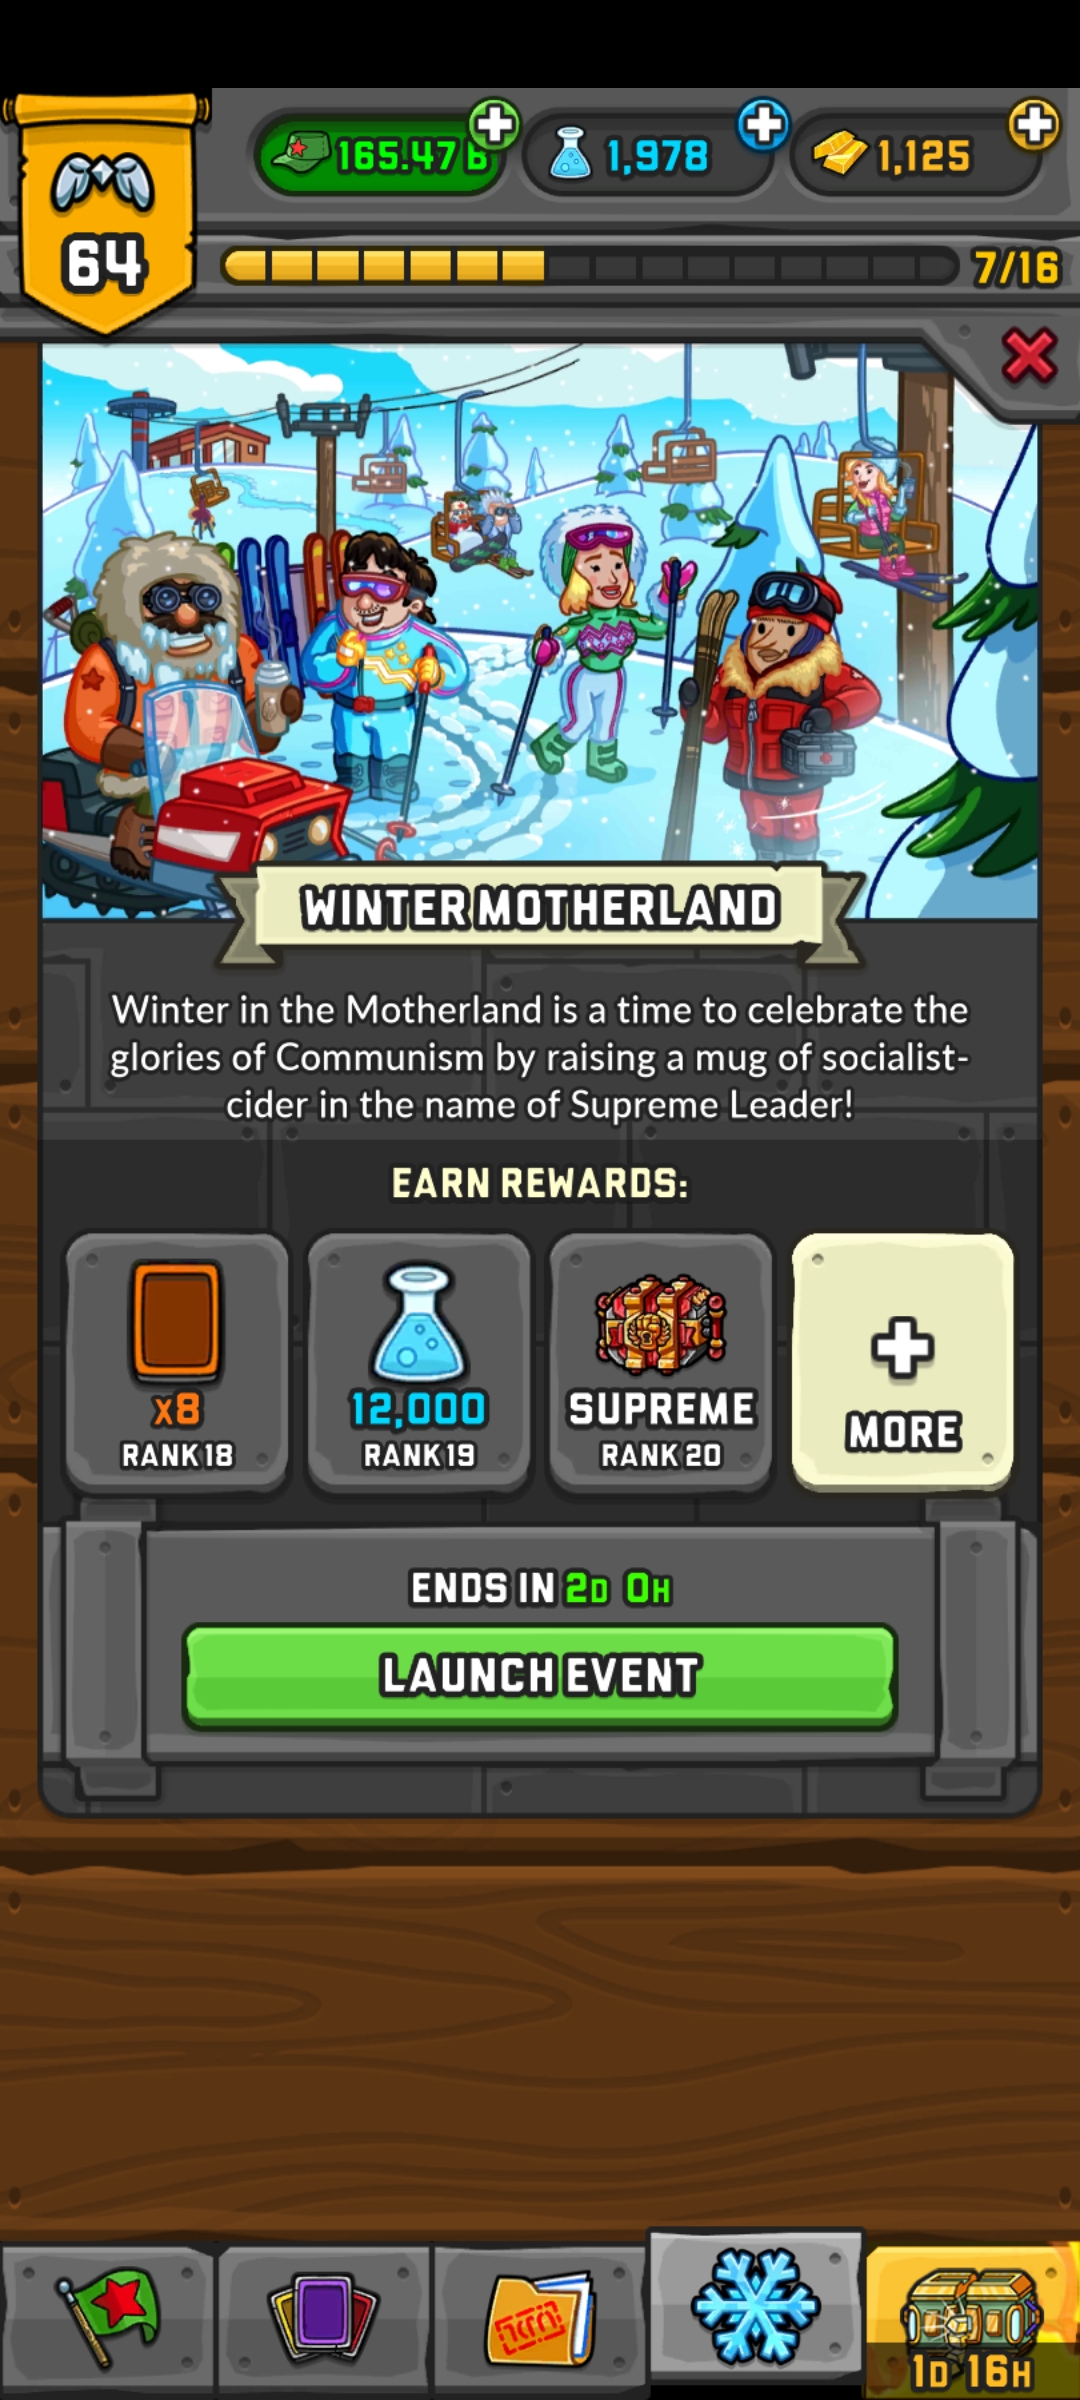 165.47 B
1,978
1,125
64
7/16
WINTER MOTHERLAND
Winter in the Motherland is a time to celebrate the
glories of Communism by raising a mug of socialist-
cider in the name of Supreme Leader!
EARN REWARDS:
x8
RANK 18
12,000
RANK 19
SUPREME
RANK 20
MORE
ENDS IN 2D 0H
LAUNCH EVENT
1D 16H